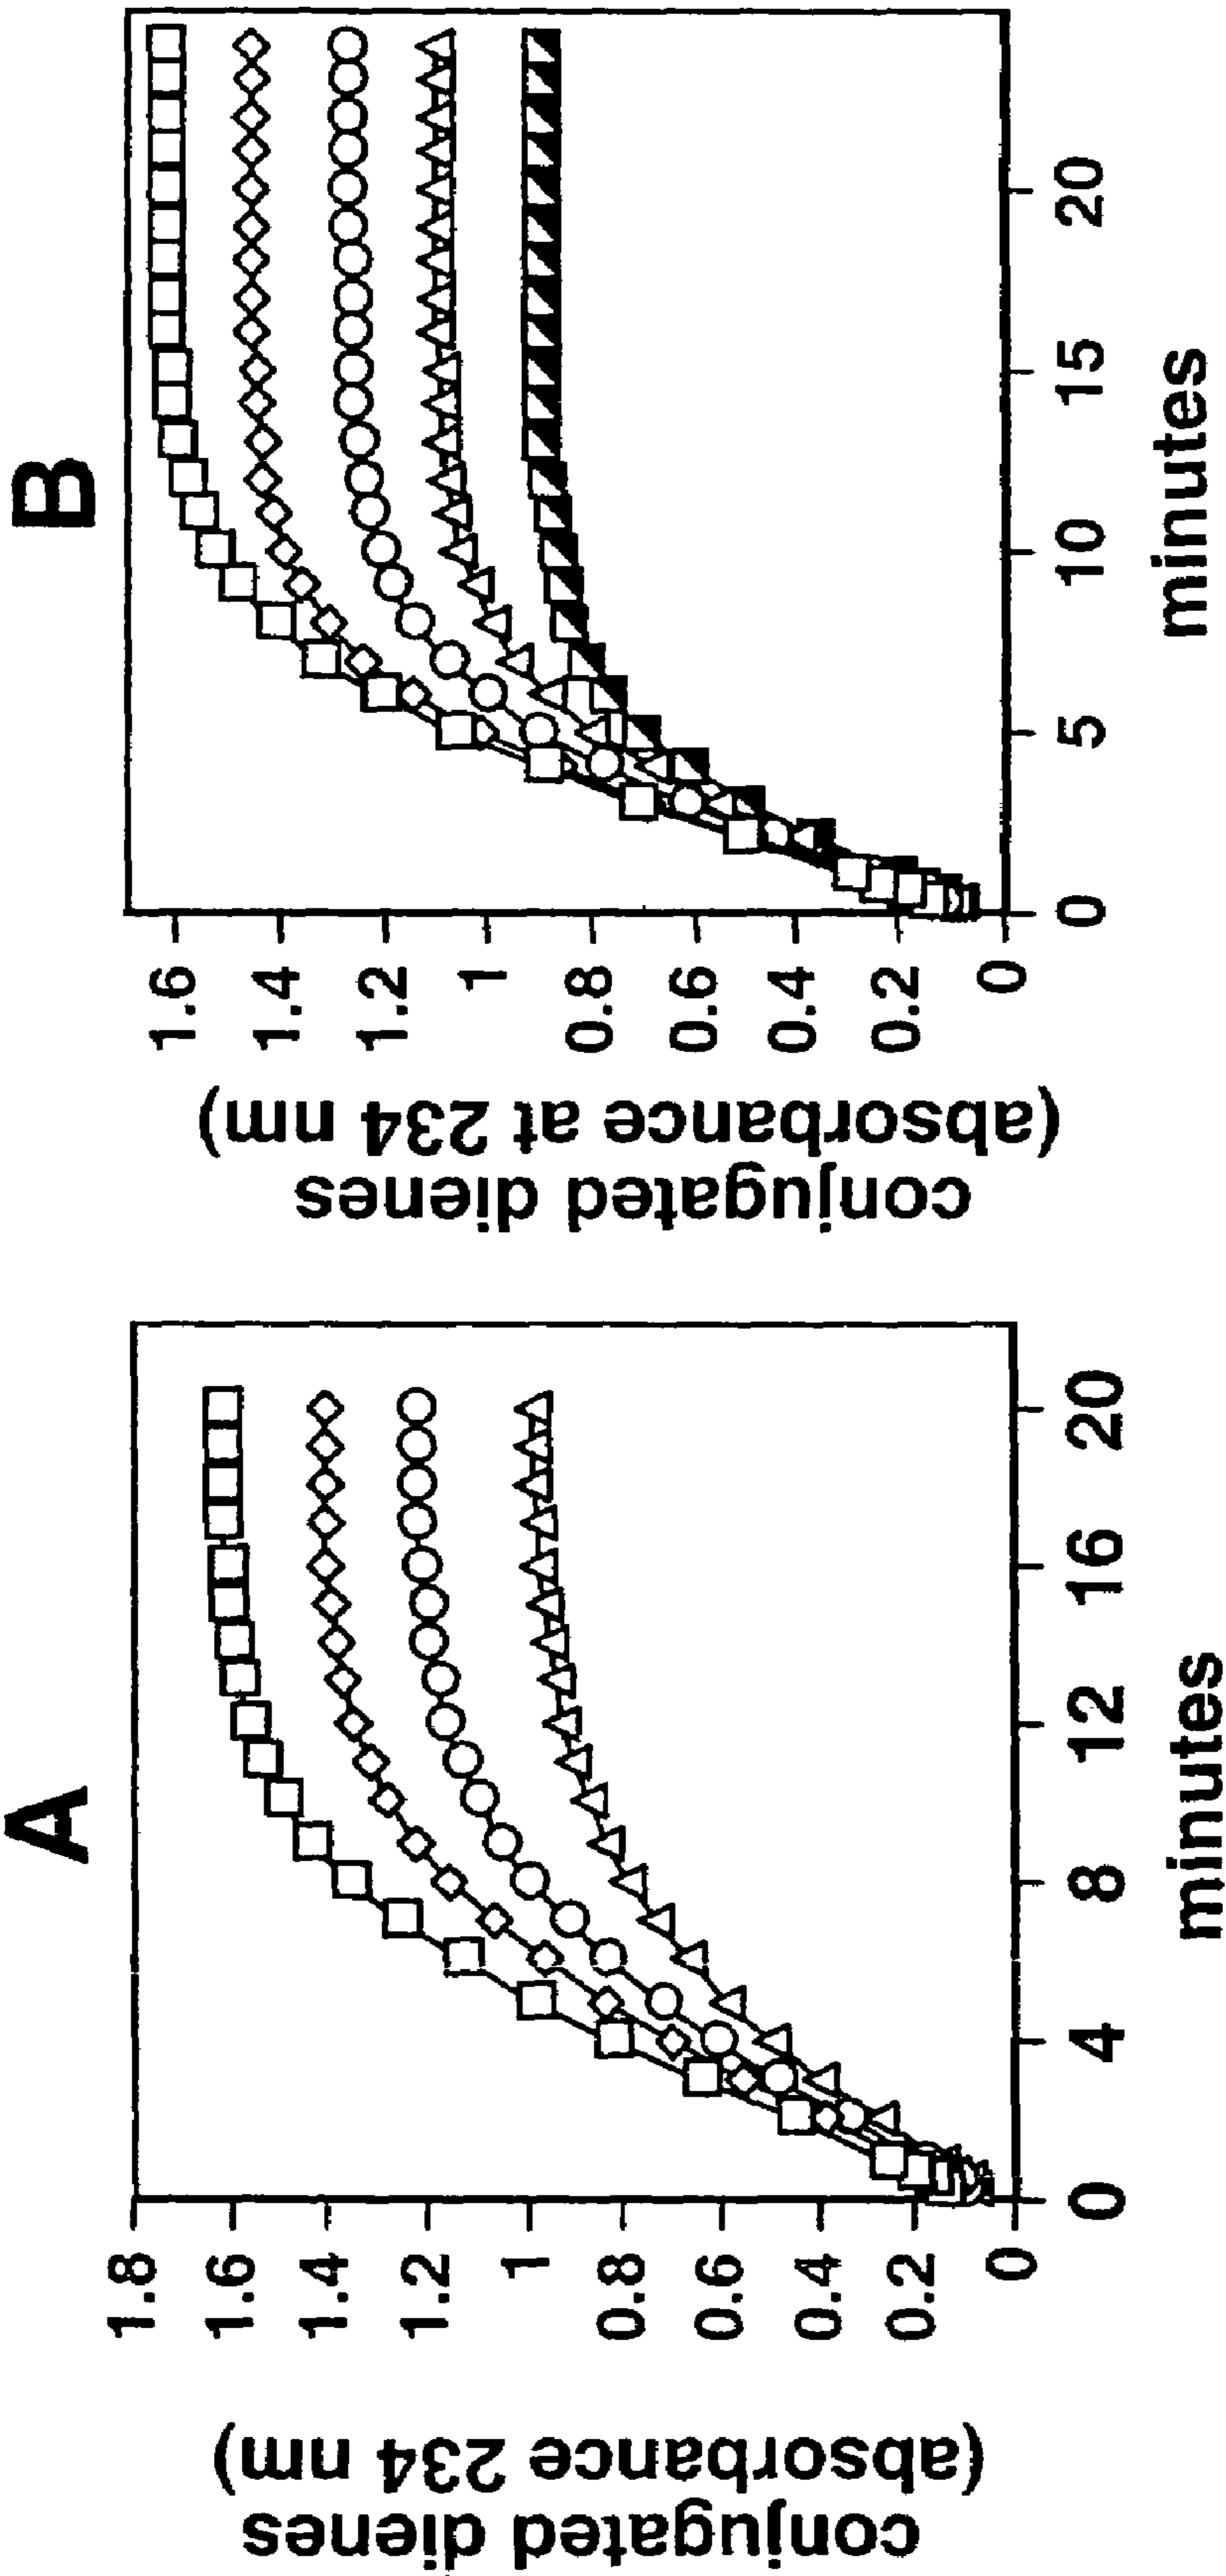 A
conjugated dienes
(absorbance 234 nm)
1.8
1.6
1.4
1.2
1
0.8
0.6
0.4
0.2
0
0 4 8 12 16 20
minutes
B
conjugated dienes
(absorbance at 234 nm)
1.6
1.4
1.2
1
0.8
0.6
0.4
0.2
0
0 5 10 15 20
minutes